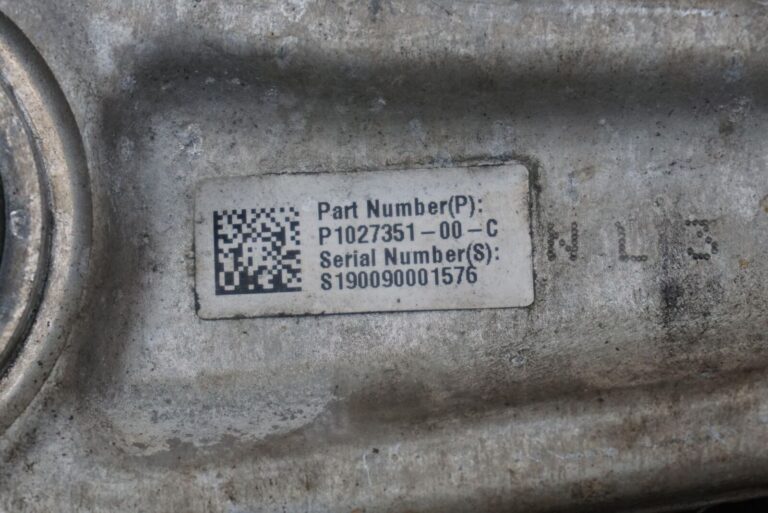 Part Number(P):
P1027351-00-C
Serial Number(S):
S190090001576